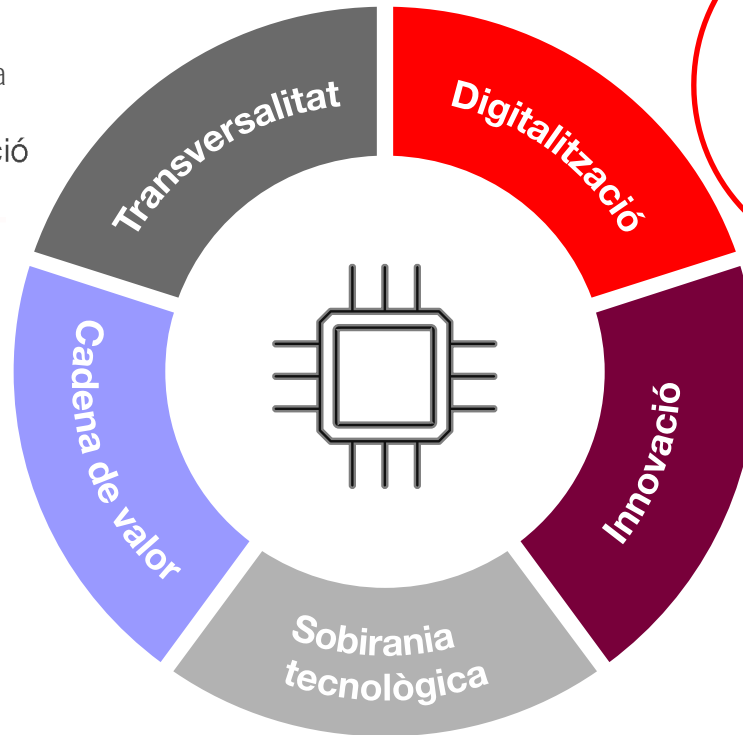 Transversalitat
Digitalització
Innovació
Sobirania
tecnològica
Cadena de valor